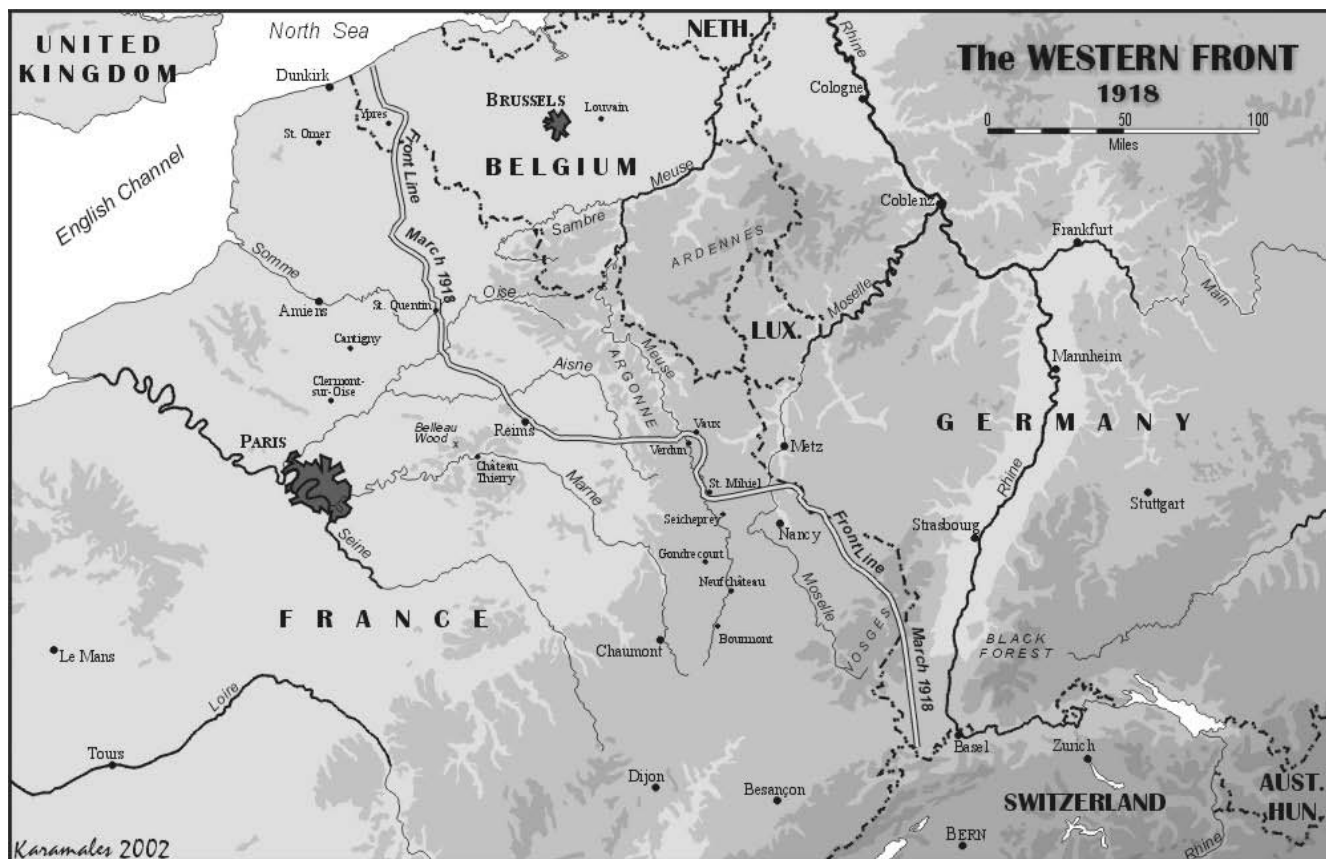 The WESTERN FRONT
1918
0 50 100
Miles
UNITED
KINGDOM
North Sea
NETH.
Rhine
Cologne
Dunkirk
Ypres
St. Omer
BRUSSELS
Louvain
BELGIUM
Front Line
March 1918
English Channel
Meuse
Sambre
ARDENNES
Coblenz
Frankfurt
Main
Somme
Amiens
St. Quentin
Oise
Moselle
LUX.
Cantigny
Clermont-
sur-Oise
Aisne
ARGONNE
Meuse
Mannheim
GERMANY
PARIS
Belleau
Wood
Reims
Château
Thierry
Marne
Vaux
Verdun
Metz
St. Mihiel
Rhine
Stuttgart
Seine
Seicheprey
Nancy
Strasbourg
Gondrecourt
Front Line
March 1918
Neufchâteau
Moselle
FRANCE
Chaumont
Bourmont
VOSGES
BLACK
FOREST
Le Mans
Loire
Tours
Basel
Zurich
Dijon
Besançon
SWITZERLAND
AUST.
HUN.
BERN
Rhine
Karamales 2002